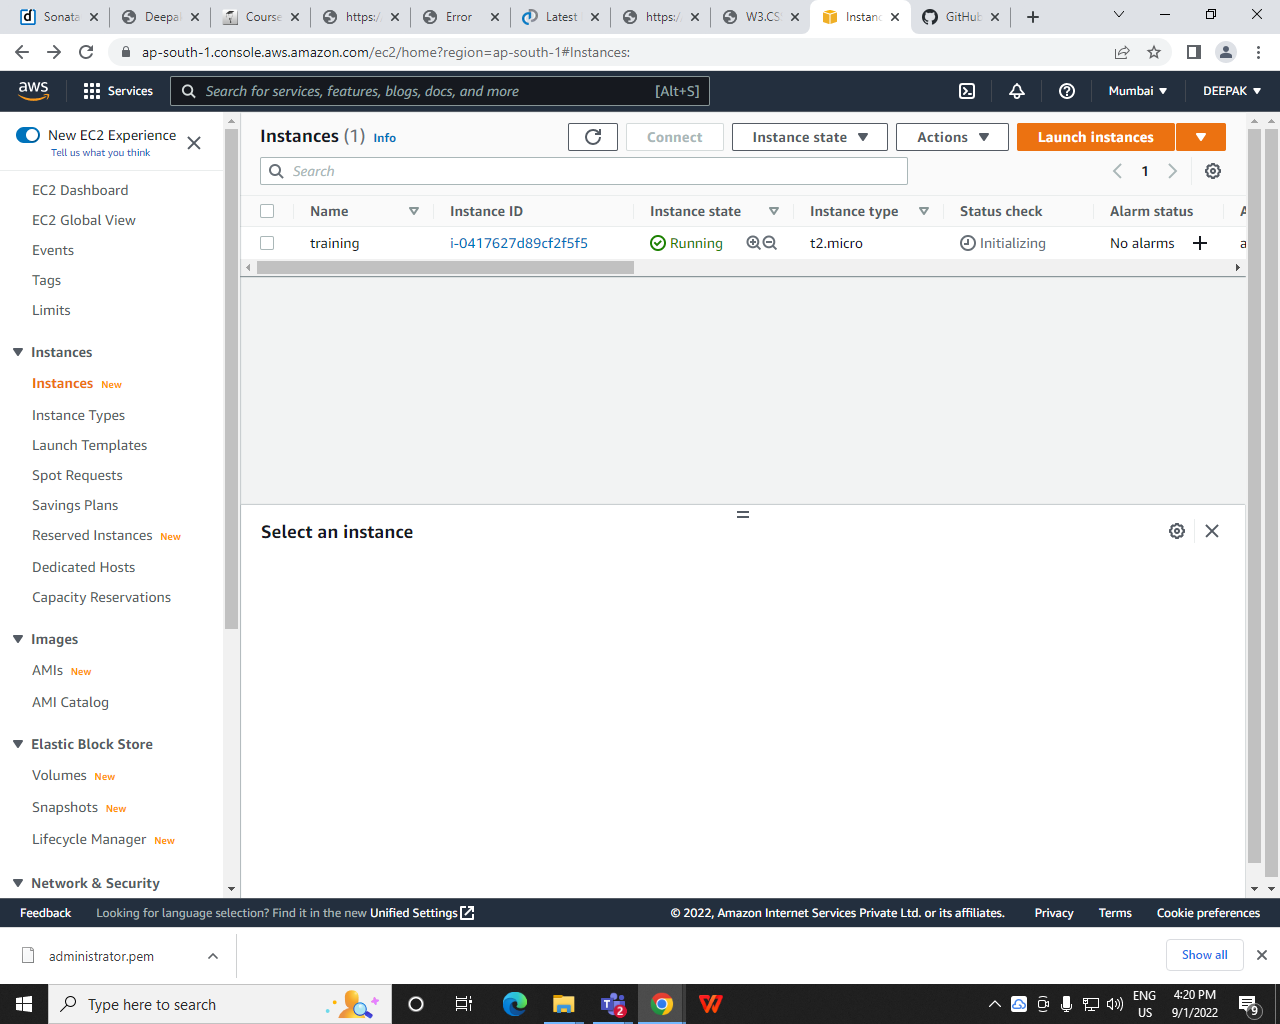 Sonata
Deepa
Course
https:/
Error
Latest
https:/
W3.CS
Instanc
GitHub
ap-south-1.console.aws.amazon.com/ec2/home?region=ap-south-1#Instances:
aws
Services
Search for services, features, blogs, docs, and more [Alt+S]
Mumbai
DEEPAK
New EC2 Experience
Tell us what you think
EC2 Dashboard
EC2 Global View
Events
Tags
Limits
Instances
Instances New
Instance Types
Launch Templates
Spot Requests
Savings Plans
Reserved Instances New
Dedicated Hosts
Capacity Reservations
Images
AMIs New
AMI Catalog
Elastic Block Store
Volumes New
Snapshots New
Lifecycle Manager New
Network & Security
Instances (1) Info
Connect
Instance state
Actions
Launch instances
Search
1
Name Instance ID Instance state Instance type Status check Alarm status A
training i-0417627d89cf2f5f5 Running t2.micro Initializing No alarms a
Select an instance
Feedback Looking for language selection? Find it in the new Unified Settings
© 2022, Amazon Internet Services Private Ltd. or its affiliates. Privacy Terms Cookie preferences
administrator.pem
Show all
Type here to search
2
ENG
US
4:20 PM
9/1/2022
9